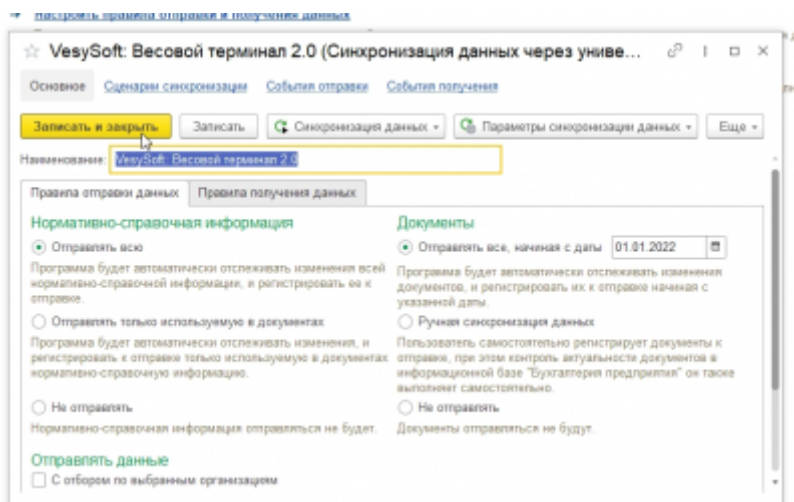 Настроить правила отправки и получения данных
VesySoft: Весовой терминал 2.0 (Синхронизация данных через униве...
Основное Сценарии синхронизации События отправки События получения
Записать и закрыть Записать Синхронизация данных Параметры синхронизации данных Еще
Наименование: VesySoft: Весовой терминал 2.0
Правила отправки данных Правила получения данных
Нормативно-справочная информация
Отправлять всю
Программа будет автоматически отслеживать изменения всей
нормативно-справочной информации, и регистрировать ее к
отправке.
Отправлять только используемую в документах
Программа будет автоматически отслеживать изменения, и
регистрировать к отправке только используемую в документах
нормативно-справочную информацию.
Не отправлять
Нормативно-справочная информация отправляться не будет.
Документы
Отправлять все, начиная с даты 01.01.2022
Программа будет автоматически отслеживать изменения
документов, и регистрировать их к отправке начиная с
указанной даты.
Ручная синхронизация данных
Пользователь самостоятельно регистрирует документы к
отправке, при этом контроль актуальности документов в
информационной базе "Бухгалтерия предприятия" он также
выполняет самостоятельно.
Не отправлять
Документы отправляться не будут.
Отправлять данные
С отбором по выбранным организациям